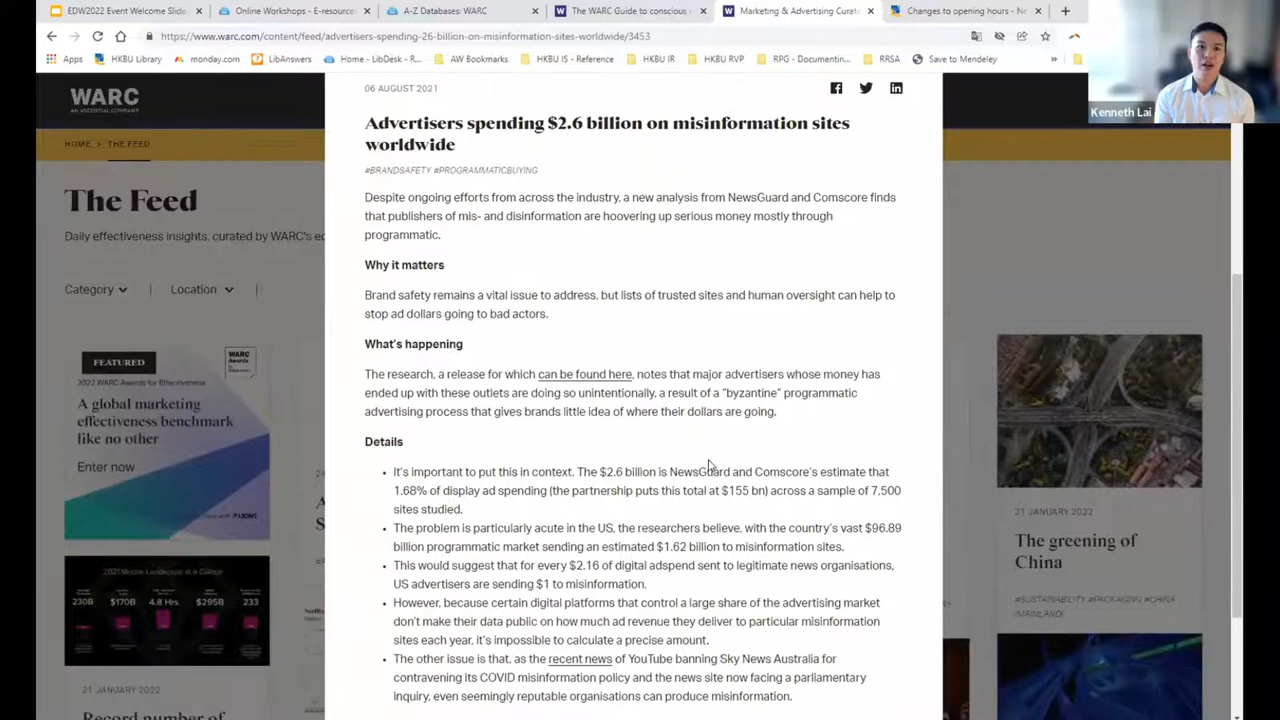 EDW2022 Event Welcome Slide
Online Workshops - E-resource
A-Z Databases: WARC
The WARC Guide to conscious
Marketing & Advertising Curate
Changes to opening hours - Ne
https://www.warc.com/content/feed/advertisers-spending-26-billion-on-misinformation-sites-worldwide/3453
Apps
HKBU Library
monday.com
LibAnswers
Home - LibDesk - R...
AW Bookmarks
HKBU IS - Reference
HKBU IR
HKBU RVP
RPG - Documentin...
RRSA
Save to Mendeley
»
Kenneth Lai
WARC
AN ASCENTIAL COMPANY
HOME > THE FEED
The Feed
Daily effectiveness insights, curated by WARC's
Category
Location
FEATURED
WARC
Awards
2022 WARC Awards for Effectiveness
A global marketing
effectiveness benchmark
like no other
Enter now
LIONS
2021 Mobile Landscape at a Glance
230B
$170B
4.8 Hrs
$295B
233
21 JANUARY 2022
Record number of
06 AUGUST 2021
Advertisers spending $2.6 billion on misinformation sites
worldwide
#BRANDSAFETY #PROGRAMMATICBUYING
Despite ongoing efforts from across the industry, a new analysis from NewsGuard and Comscore finds
that publishers of mis- and disinformation are hoovering up serious money mostly through
programmatic.
Why it matters
Brand safety remains a vital issue to address, but lists of trusted sites and human oversight can help to
stop ad dollars going to bad actors.
What's happening
The research, a release for which can be found here, notes that major advertisers whose money has
ended up with these outlets are doing so unintentionally, a result of a "byzantine" programmatic
advertising process that gives brands little idea of where their dollars are going.
Details
• It's important to put this in context. The $2.6 billion is NewsGuard and Comscore's estimate that
1.68% of display ad spending (the partnership puts this total at $155 bn) across a sample of 7,500
sites studied.
• The problem is particularly acute in the US, the researchers believe, with the country's vast $96.89
billion programmatic market sending an estimated $1.62 billion to misinformation sites.
• This would suggest that for every $2.16 of digital adspend sent to legitimate news organisations,
US advertisers are sending $1 to misinformation.
• However, because certain digital platforms that control a large share of the advertising market
don't make their data public on how much ad revenue they deliver to particular misinformation
sites each year, it's impossible to calculate a precise amount.
• The other issue is that, as the recent news of YouTube banning Sky News Australia for
contravening its COVID misinformation policy and the news site now facing a parliamentary
inquiry, even seemingly reputable organisations can produce misinformation.
21 JANUARY 2022
The greening of
China
#SUSTAINABILITY #PACKAGING #CHINA
(MAINLAND)